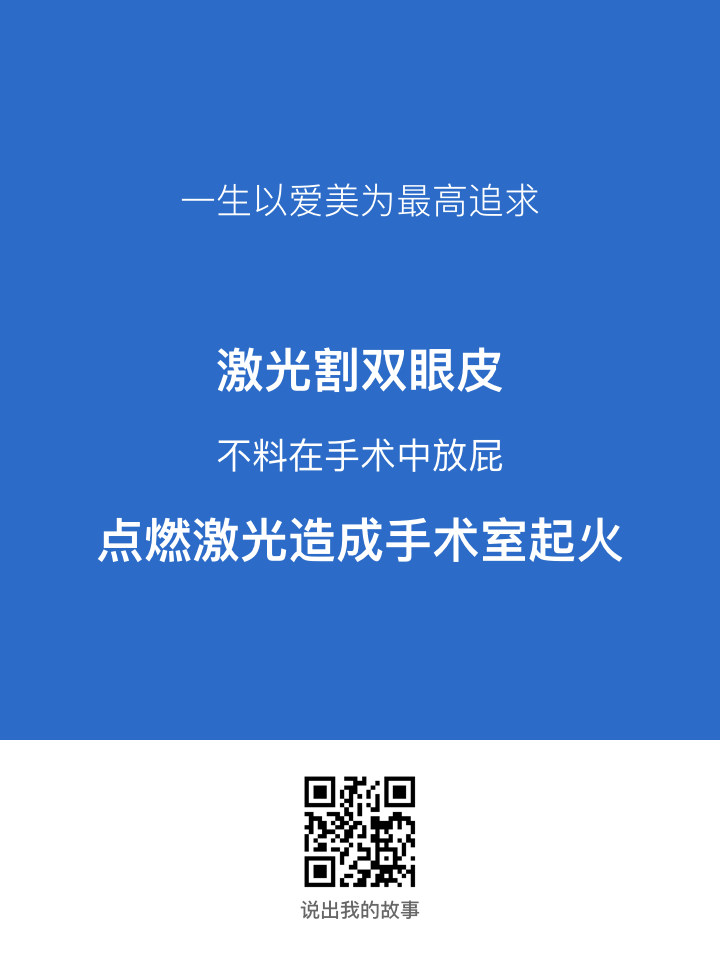 一生以爱美为最高追求
激光割双眼皮
不料在手术中放屁
点燃激光造成手术室起火
说出我的故事